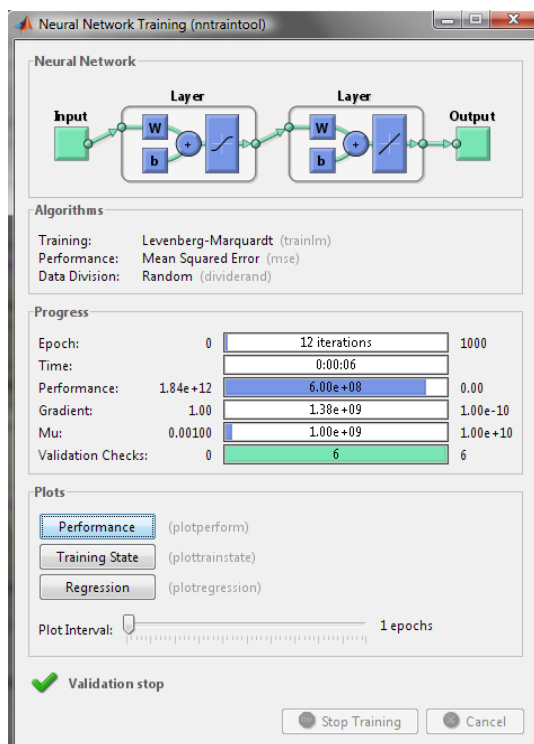 Neural Network Training (nntraintool)
Neural Network
Layer Layer
Input Output
W W
b + b +
Algorithms
Training: Levenberg-Marquardt (trainlm)
Performance: Mean Squared Error (mse)
Data Division: Random (dividerand)
Progress
Epoch: 0 12 iterations 1000
Time: 0:00:06
Performance: 1.84e+12 6.00e+08 0.00
Gradient: 1.00 1.38e+09 1.00e-10
Mu: 0.00100 1.00e+09 1.00e+10
Validation Checks: 0 6 6
Plots
Performance (plotperform)
Training State (plottrainstate)
Regression (plotregression)
Plot Interval: 1 epochs
Validation stop
Stop Training Cancel